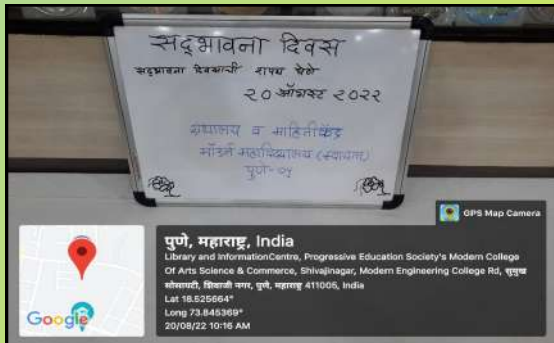 सद्भावना दिवस
सद्भावना दिवसाची शपथ घेणे
२० ऑगस्ट २०२२
ग्रंथालय व माहितीकेंद्र
मॉडर्न महाविद्यालय (स्वायत्त)
पुणे-०५
GPS Map Camera
पुणे, महाराष्ट्र, India
Library and InformationCentre, Progressive Education Society's Modern College
Of Arts Science & Commerce, Shivajinagar, Modern Engineering College Rd, सुमुख
सोसायटी, शिवाजी नगर, पुणे, महाराष्ट्र 411005, India
Lat 18.525664°
Long 73.845369°
20/08/22 10:16 AM
Google